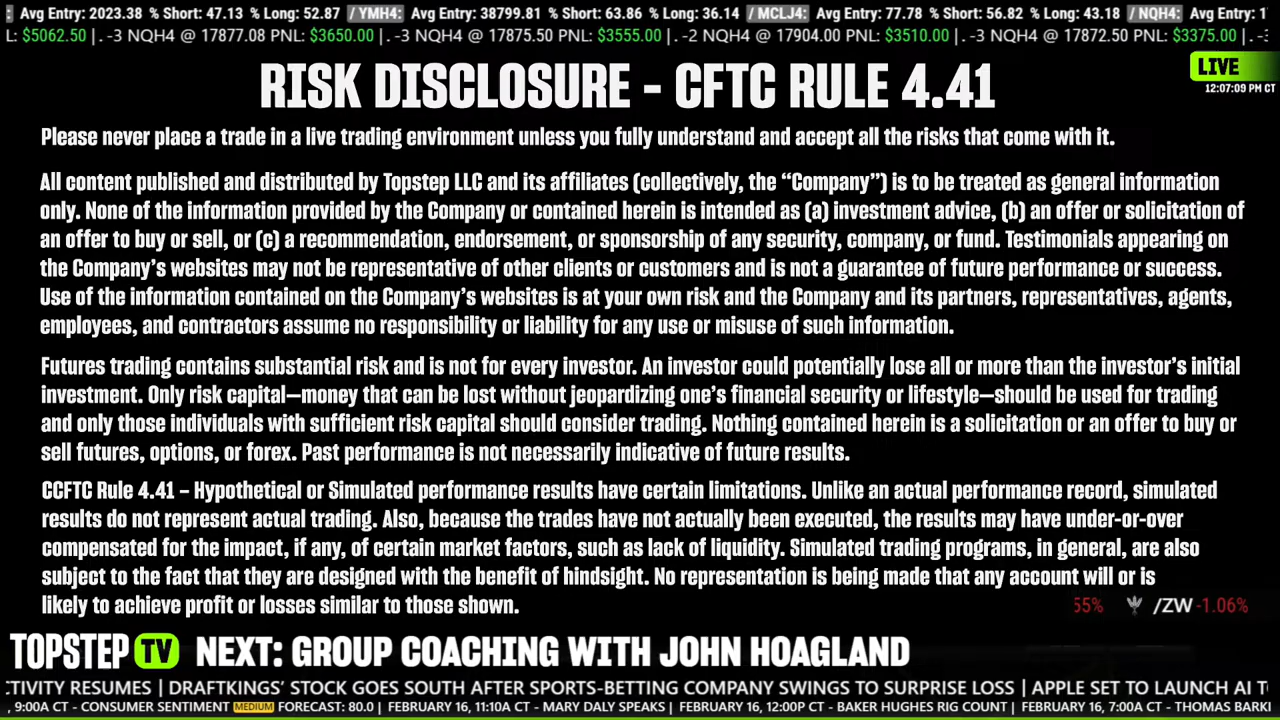 : Avg Entry: 2023.38 % Short: 47.13 % Long: 52.87 /YMH4: Avg Entry: 38799.81 % Short: 63.86 % Long: 36.14 /MCLJ4: Avg Entry: 77.78 % Short: 56.82 % Long: 43.18 /NQH4: Avg Entry: 1
L: $5062.50 |. -3 NQH4 @ 17877.08 PNL: $3650.00 |. -3 NQH4 @ 17875.50 PNL: $3555.00 |. -2 NQH4 @ 17904.00 PNL: $3510.00 |. -3 NQH4 @ 17872.50 PNL: $3375.00 |. -3
LIVE
12:07:09 PM CT
RISK DISCLOSURE - CFTC RULE 4.41
Please never place a trade in a live trading environment unless you fully understand and accept all the risks that come with it.
All content published and distributed by Topstep LLC and its affiliates (collectively, the “Company”) is to be treated as general information
only. None of the information provided by the Company or contained herein is intended as (a) investment advice, (b) an offer or solicitation of
an offer to buy or sell, or (c) a recommendation, endorsement, or sponsorship of any security, company, or fund. Testimonials appearing on
the Company’s websites may not be representative of other clients or customers and is not a guarantee of future performance or success.
Use of the information contained on the Company’s websites is at your own risk and the Company and its partners, representatives, agents,
employees, and contractors assume no responsibility or liability for any use or misuse of such information.
Futures trading contains substantial risk and is not for every investor. An investor could potentially lose all or more than the investor’s initial
investment. Only risk capital—money that can be lost without jeopardizing one’s financial security or lifestyle—should be used for trading
and only those individuals with sufficient risk capital should consider trading. Nothing contained herein is a solicitation or an offer to buy or
sell futures, options, or forex. Past performance is not necessarily indicative of future results.
CCFTC Rule 4.41 – Hypothetical or Simulated performance results have certain limitations. Unlike an actual performance record, simulated
results do not represent actual trading. Also, because the trades have not actually been executed, the results may have under-or-over
compensated for the impact, if any, of certain market factors, such as lack of liquidity. Simulated trading programs, in general, are also
subject to the fact that they are designed with the benefit of hindsight. No representation is being made that any account will or is
likely to achieve profit or losses similar to those shown.
55% /ZW -1.06%
TOPSTEP TV NEXT: GROUP COACHING WITH JOHN HOAGLAND
CTIVITY RESUMES | DRAFTKINGS’ STOCK GOES SOUTH AFTER SPORTS-BETTING COMPANY SWINGS TO SURPRISE LOSS | APPLE SET TO LAUNCH AI T
, 9:00A CT - CONSUMER SENTIMENT MEDIUM FORECAST: 80.0 | FEBRUARY 16, 11:10A CT - MARY DALY SPEAKS | FEBRUARY 16, 12:00P CT - BAKER HUGHES RIG COUNT | FEBRUARY 16, 7:00A CT - THOMAS BARKI